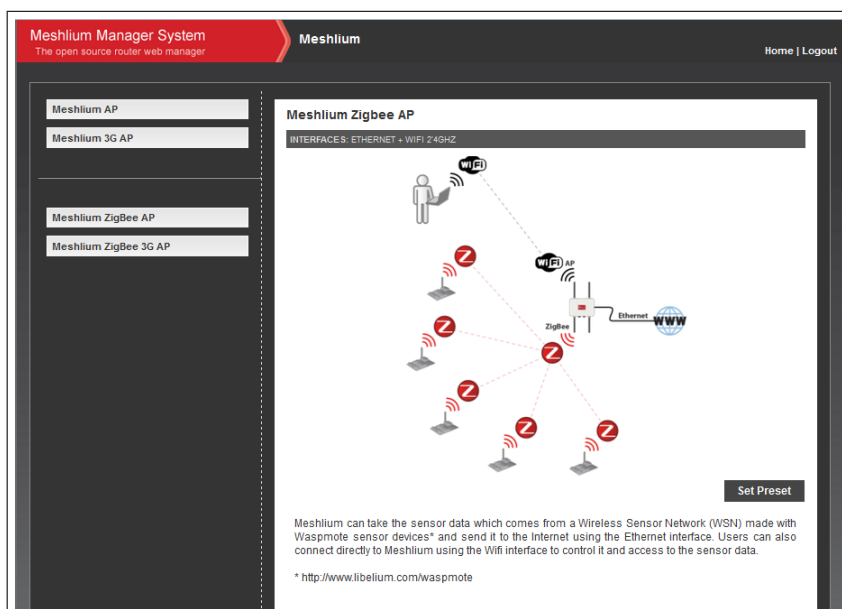 Meshlium Manager System
The open source router web manager
Meshlium
Home | Logout
Meshlium AP
Meshlium 3G AP
Meshlium ZigBee AP
Meshlium ZigBee 3G AP
Meshlium Zigbee AP
INTERFACES: ETHERNET + WIFI 2'4GHZ
WiFi
WiFi AP
Z
Ethernet
WWW
ZigBee
Z
Z
Z
Z
Z
Set Preset
Meshlium can take the sensor data which comes from a Wireless Sensor Network (WSN) made with
Waspmote sensor devices* and send it to the Internet using the Ethernet interface. Users can also
connect directly to Meshlium using the Wifi interface to control it and access to the sensor data.
* http://www.libelium.com/waspmote